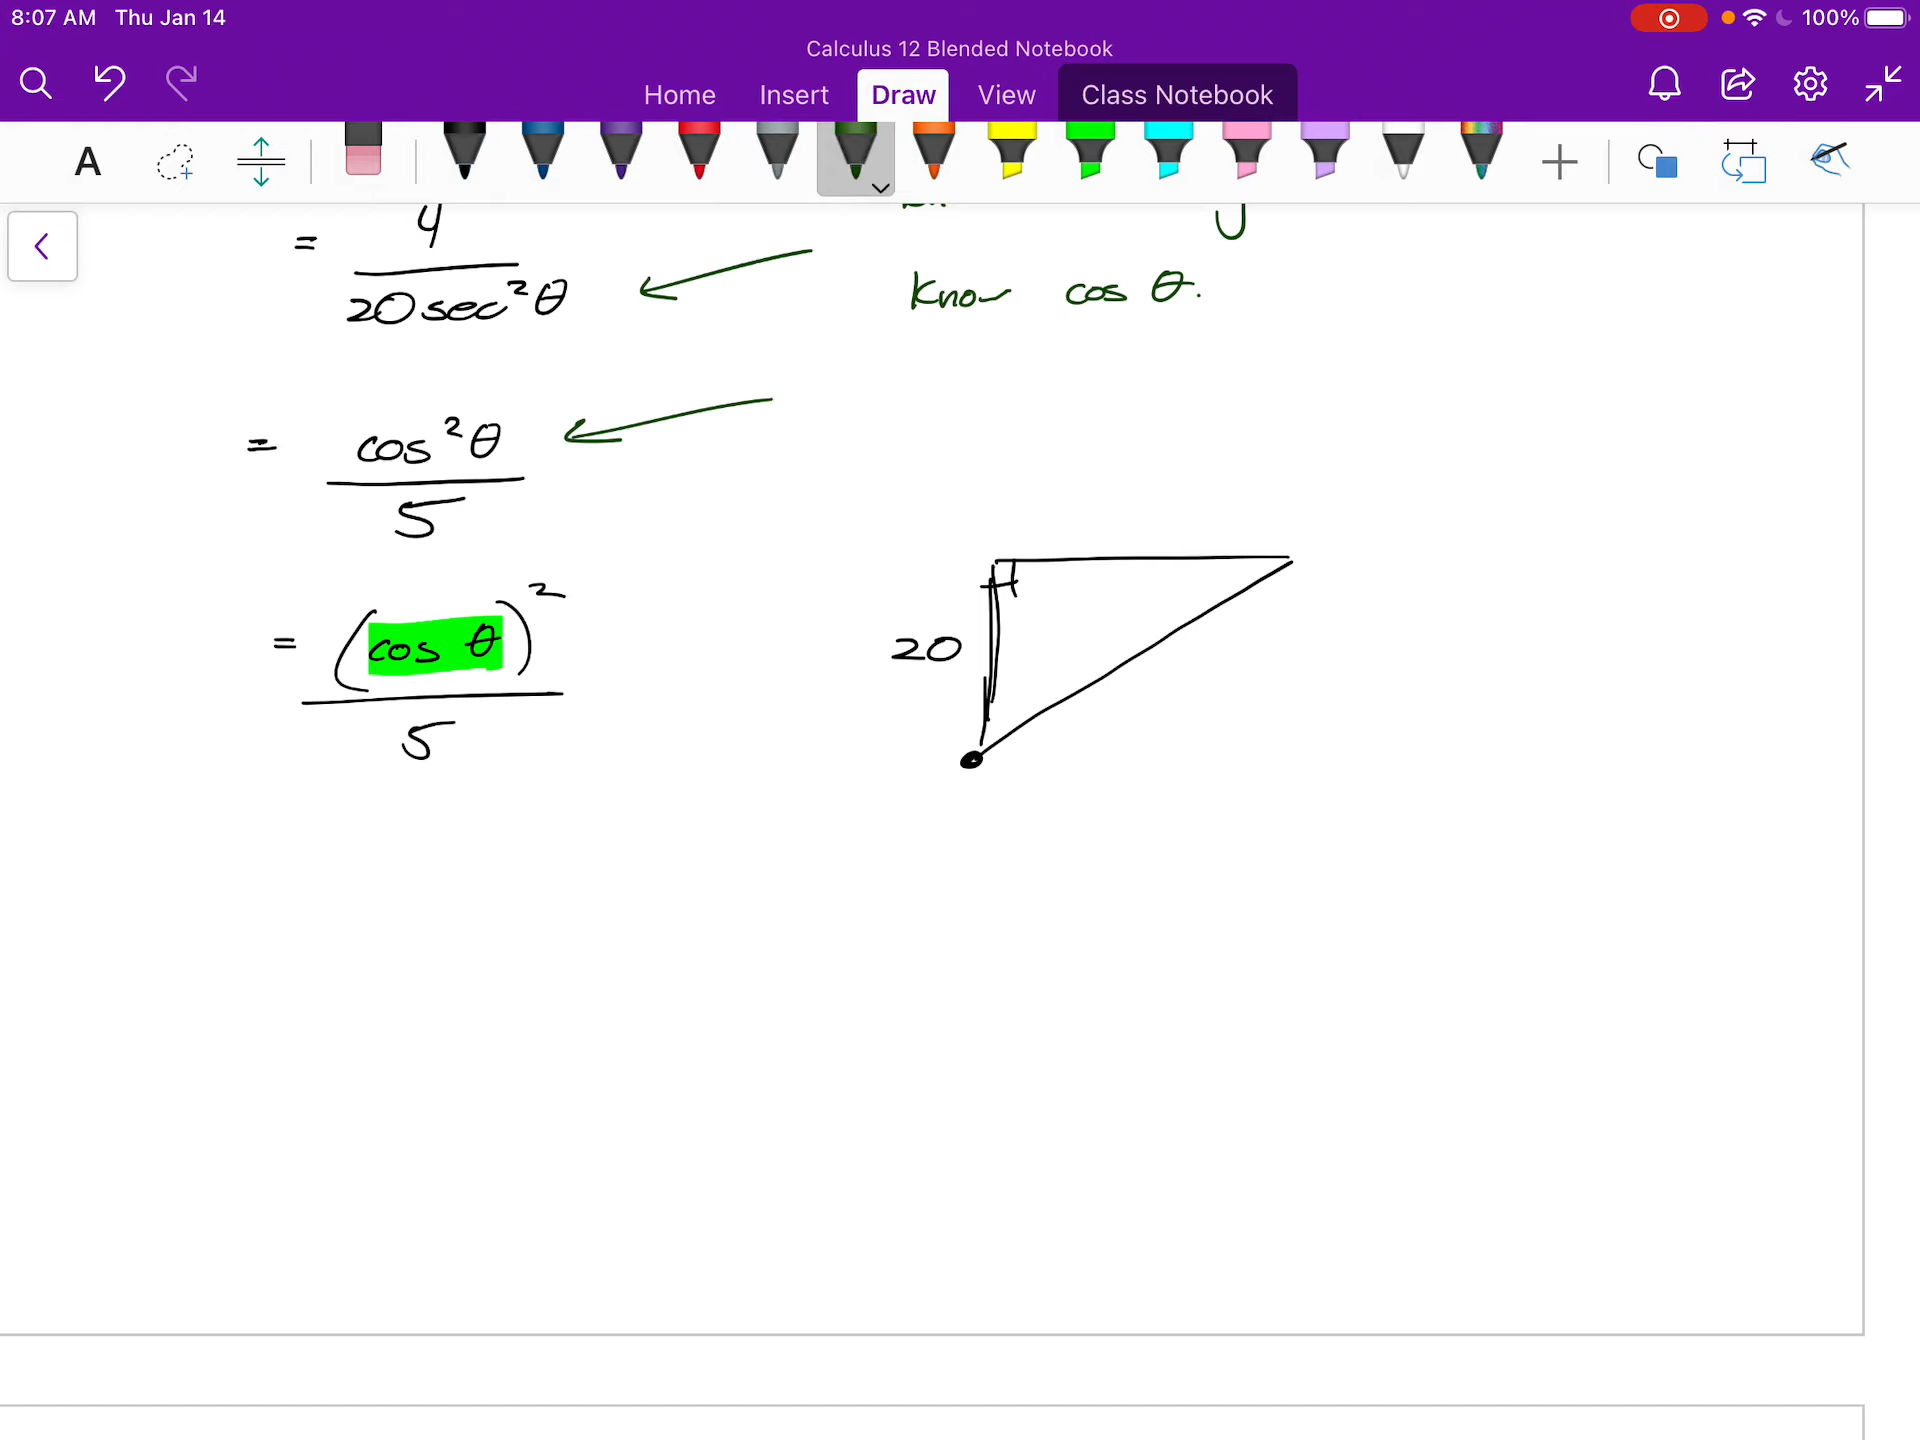 8:07 AM Thu Jan 14
100%
Calculus 12 Blended Notebook
Home Insert Draw View Class Notebook
A
= 4
20 sec²θ
Know cos θ.
= cos²θ
5
= (cos θ)²
5
20